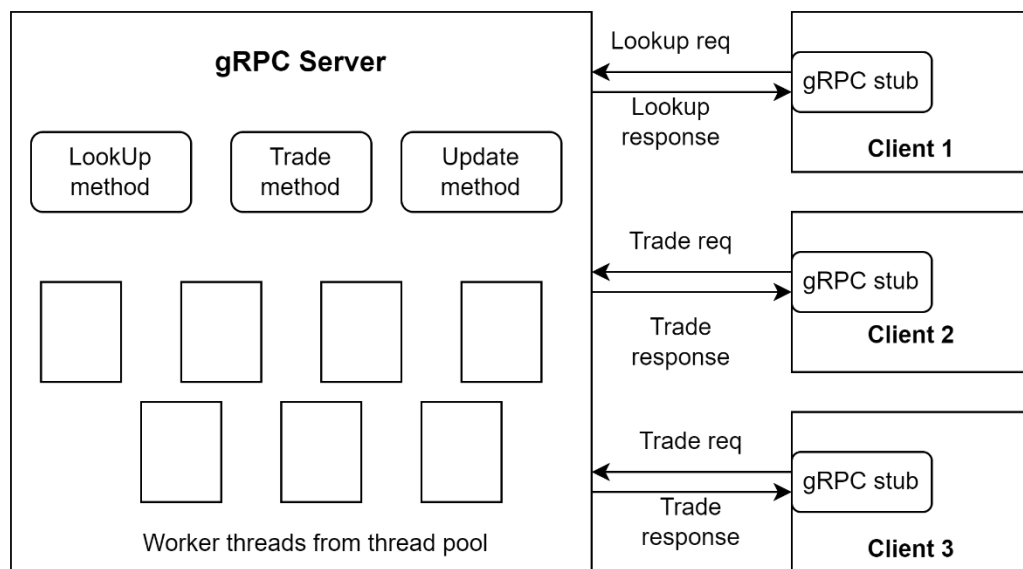 gRPC Server
LookUp
method
Trade
method
Update
method
Worker threads from thread pool
Lookup req
Lookup
response
gRPC stub
Client 1
Trade req
Trade
response
gRPC stub
Client 2
Trade req
Trade
response
gRPC stub
Client 3